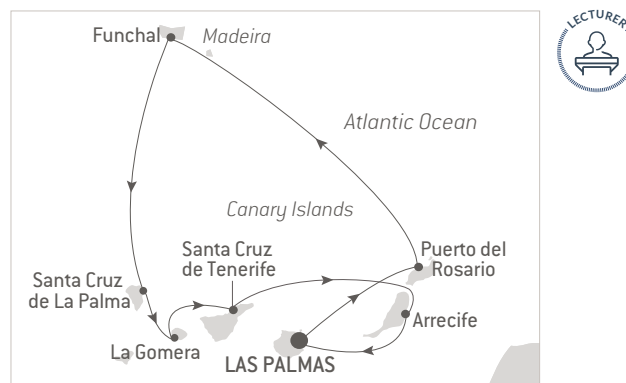 Funchal
Madeira
LECTURER
Atlantic Ocean
Canary Islands
Santa Cruz
de Tenerife
Puerto del
Rosario
Santa Cruz
de La Palma
Arrecife
La Gomera
LAS PALMAS